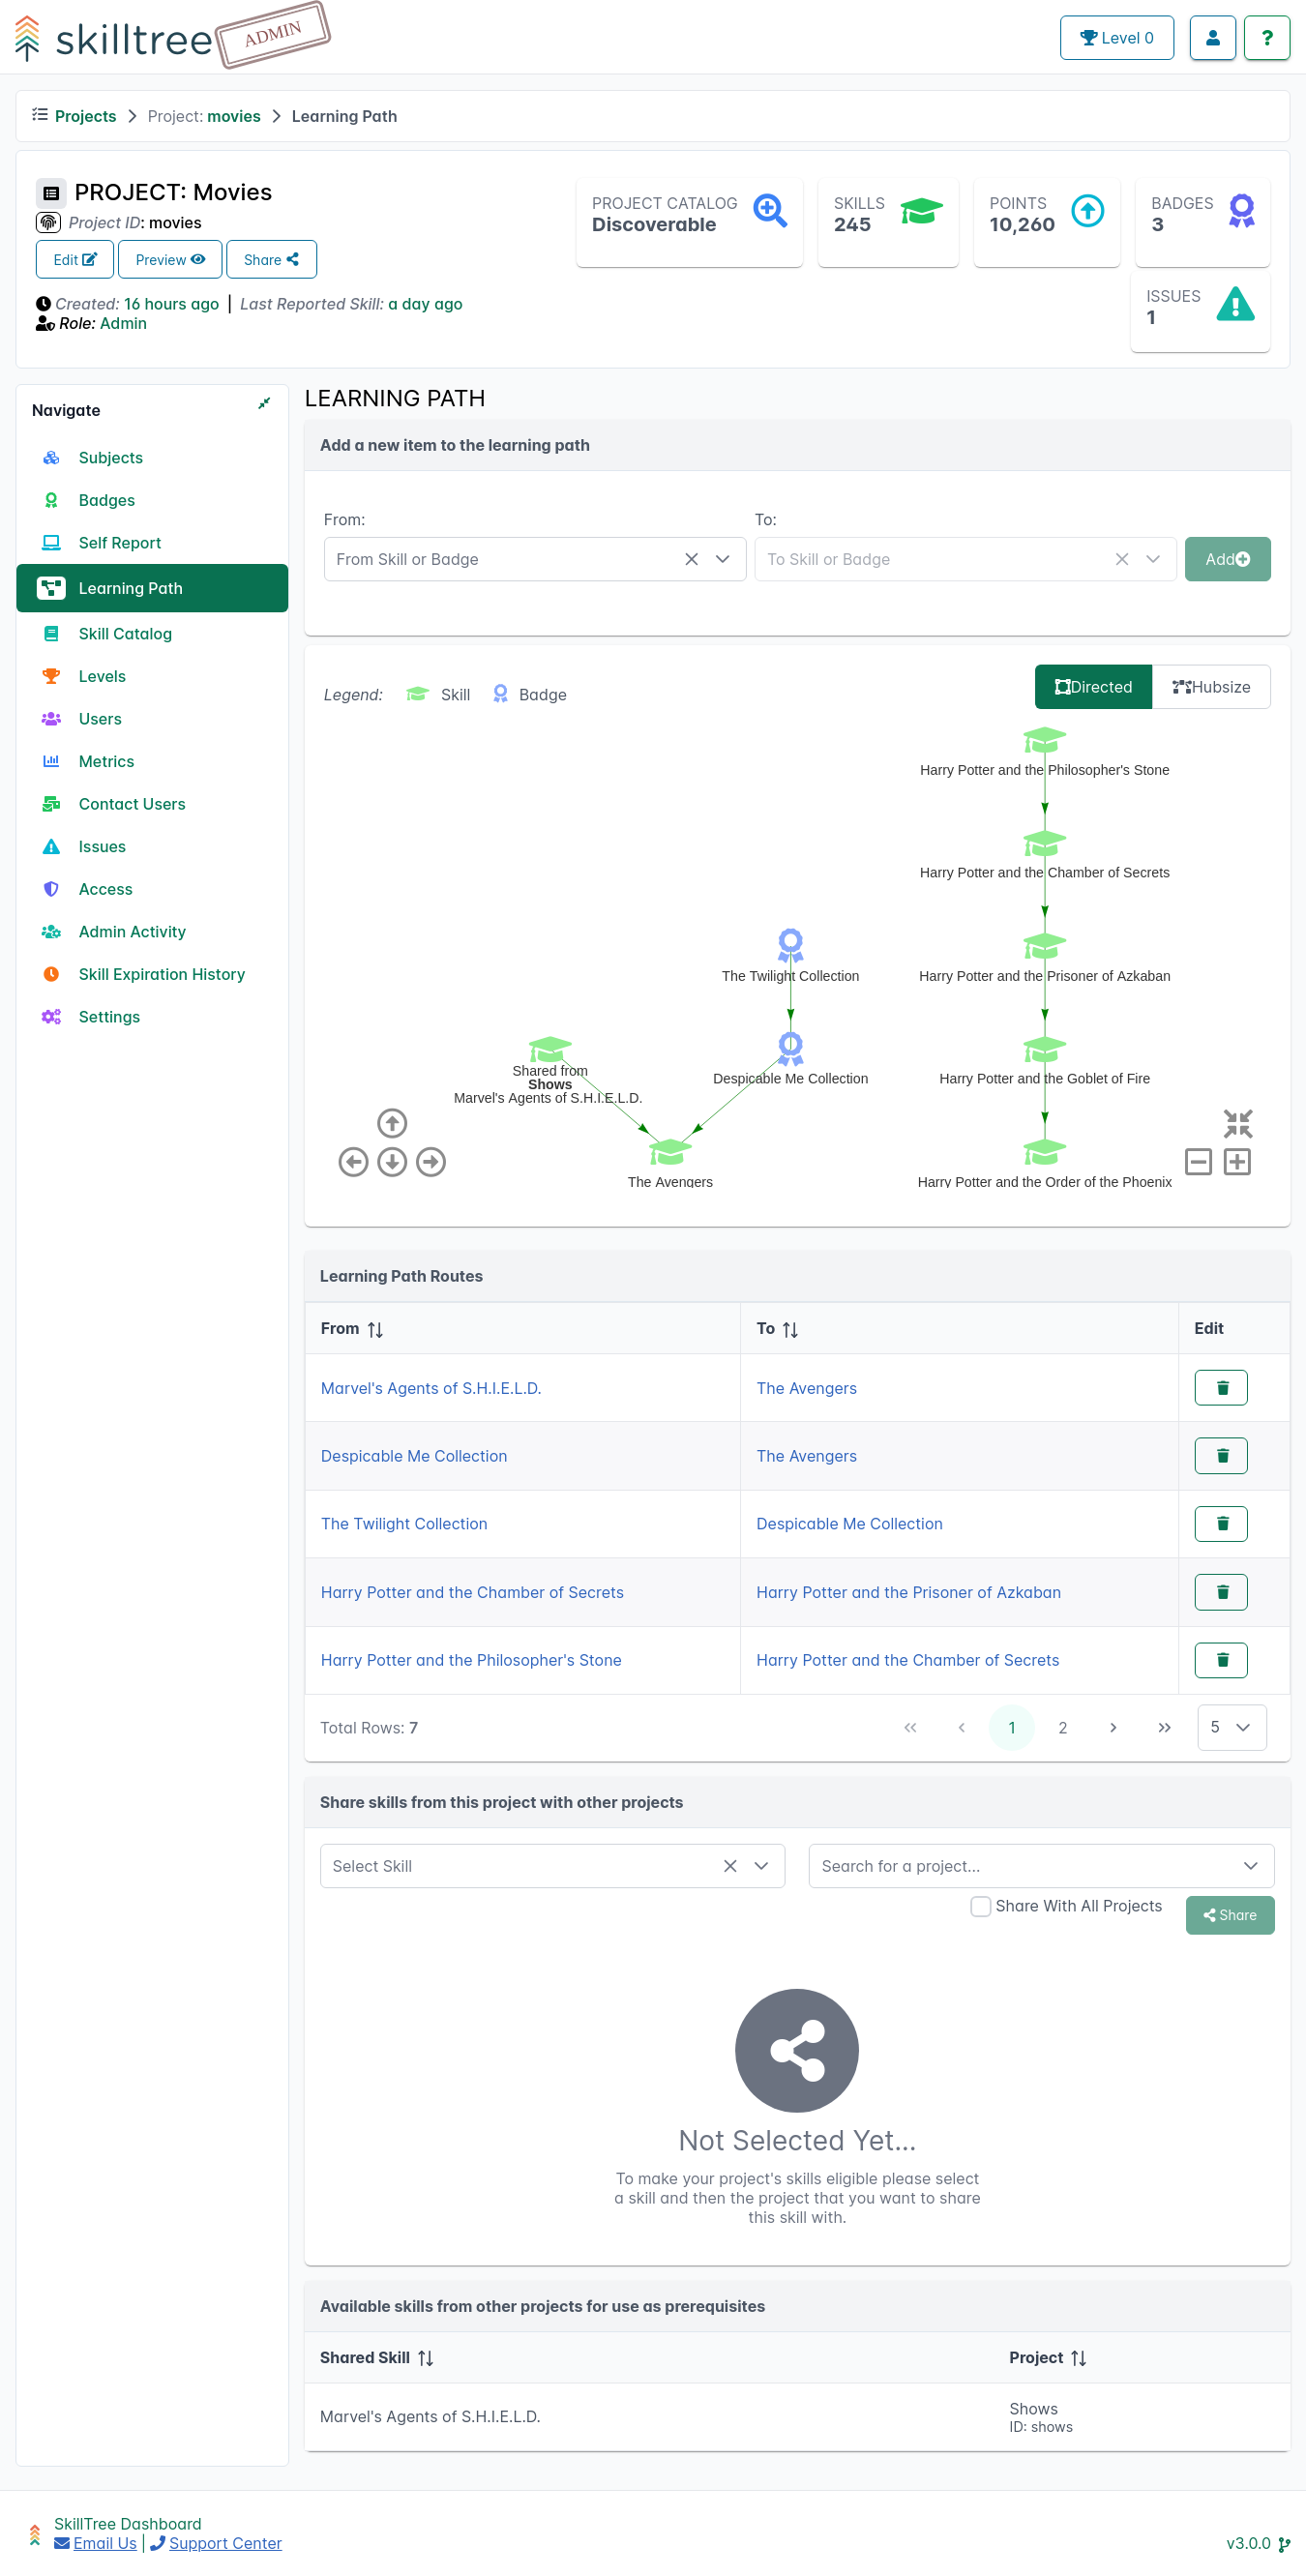 skilltree
ADMIN
Level 0
Projects > Project: movies > Learning Path
PROJECT: Movies
Project ID: movies
Edit
Preview
Share
Created: 16 hours ago | Last Reported Skill: a day ago
Role: Admin
PROJECT CATALOG
Discoverable
SKILLS
245
POINTS
10,260
BADGES
3
ISSUES
1
Navigate
Subjects
Badges
Self Report
Learning Path
Skill Catalog
Levels
Users
Metrics
Contact Users
Issues
Access
Admin Activity
Skill Expiration History
Settings
LEARNING PATH
Add a new item to the learning path
From:
To:
From Skill or Badge
To Skill or Badge
Add
Legend:
Skill
Badge
Directed
Hubsize
Harry Potter and the Philosopher's Stone
Harry Potter and the Chamber of Secrets
Harry Potter and the Prisoner of Azkaban
The Twilight Collection
Shared from
Shows
Marvel's Agents of S.H.I.E.L.D.
Despicable Me Collection
Harry Potter and the Goblet of Fire
The Avengers
Harry Potter and the Order of the Phoenix
Learning Path Routes
From
To
Edit
Marvel's Agents of S.H.I.E.L.D.
The Avengers
Despicable Me Collection
The Avengers
The Twilight Collection
Despicable Me Collection
Harry Potter and the Chamber of Secrets
Harry Potter and the Prisoner of Azkaban
Harry Potter and the Philosopher's Stone
Harry Potter and the Chamber of Secrets
Total Rows: 7
1
2
5
Share skills from this project with other projects
Select Skill
Search for a project...
Share With All Projects
Share
Not Selected Yet...
To make your project's skills eligible please select
a skill and then the project that you want to share
this skill with.
Available skills from other projects for use as prerequisites
Shared Skill
Project
Marvel's Agents of S.H.I.E.L.D.
Shows
ID: shows
SkillTree Dashboard
Email Us | Support Center
v3.0.0